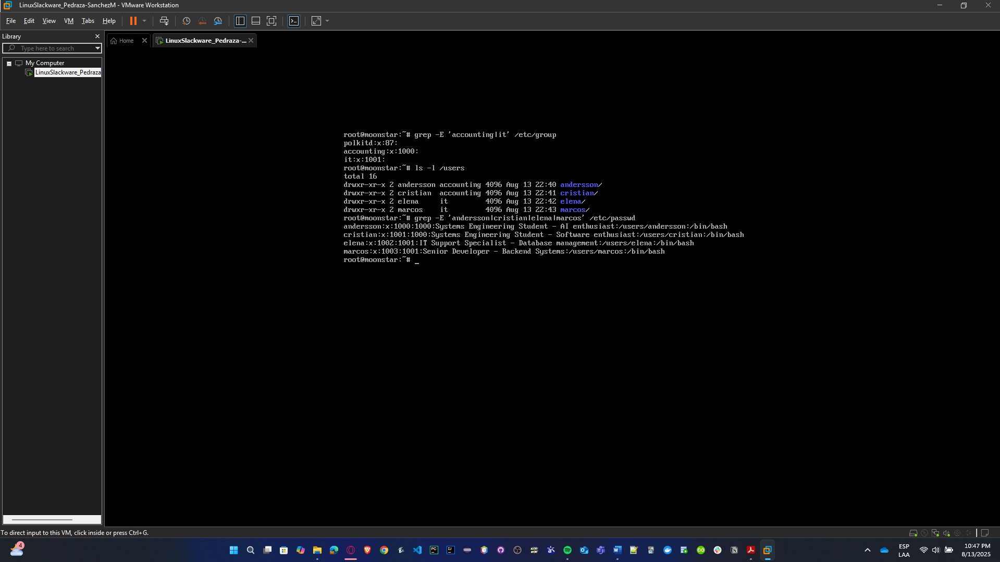 LinuxSlackware_Pedraza-SanchezM - VMware Workstation
File Edit View VM Tabs Help
Library
Home
LinuxSlackware_Pedraza-...
Type here to search
My Computer
LinuxSlackware_Pedraza
root@moonstar:~# grep -E 'accounting|it' /etc/group
polkitd:x:87:
accounting:x:1000:
it:x:1001:
root@moonstar:~# ls -l /users
total 16
drwxr-xr-x 2 andersson accounting 4096 Aug 13 22:40 andersson/
drwxr-xr-x 2 cristian  accounting 4096 Aug 13 22:41 cristian/
drwxr-xr-x 2 elena     it         4096 Aug 13 22:42 elena/
drwxr-xr-x 2 marcos    it         4096 Aug 13 22:43 marcos/
root@moonstar:~# grep -E 'andersson|cristian|elena|marcos' /etc/passwd
andersson:x:1000:1000:Systems Engineering Student - AI enthusiast:/users/andersson:/bin/bash
cristian:x:1001:1000:Systems Engineering Student - Software enthusiast:/users/cristian:/bin/bash
elena:x:1002:1001:IT Support Specialist - Database management:/users/elena:/bin/bash
marcos:x:1003:1001:Senior Developer - Backend Systems:/users/marcos:/bin/bash
root@moonstar:~# _
To direct input to this VM, click inside or press Ctrl+G.
4
PC
IJ
ESP
LAA
10:47 PM
8/13/2025